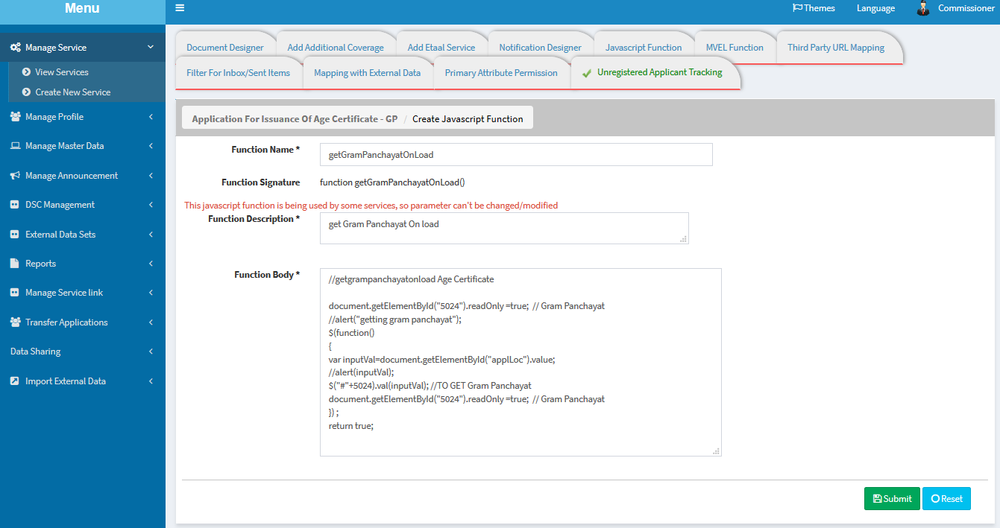 Menu
Themes
Language
Commissioner
Manage Service
View Services
Create New Service
Manage Profile
Manage Master Data
Manage Announcement
DSC Management
External Data Sets
Reports
Manage Service link
Transfer Applications
Data Sharing
Import External Data
Document Designer
Add Additional Coverage
Add Etaal Service
Notification Designer
Javascript Function
MVEL Function
Third Party URL Mapping
Filter For Inbox/Sent Items
Mapping with External Data
Primary Attribute Permission
Unregistered Applicant Tracking
Application For Issuance Of Age Certificate - GP / Create Javascript Function
Function Name * getGramPanchayatOnLoad
Function Signature function getGramPanchayatOnLoad()
This javascript function is being used by some services, so parameter can't be changed/modified
Function Description * get Gram Panchayat On load
Function Body * //getgrampanchayatonload Age Certificate
document.getElementById("5024").readOnly =true; // Gram Panchayat
//alert("getting gram panchayat");
$(function()
{
var inputVal=document.getElementById("applLoc").value;
//alert(inputVal);
$("#"+5024).val(inputVal); //TO GET Gram Panchayat
document.getElementById("5024").readOnly =true; // Gram Panchayat
}) ;
return true;
Submit
Reset